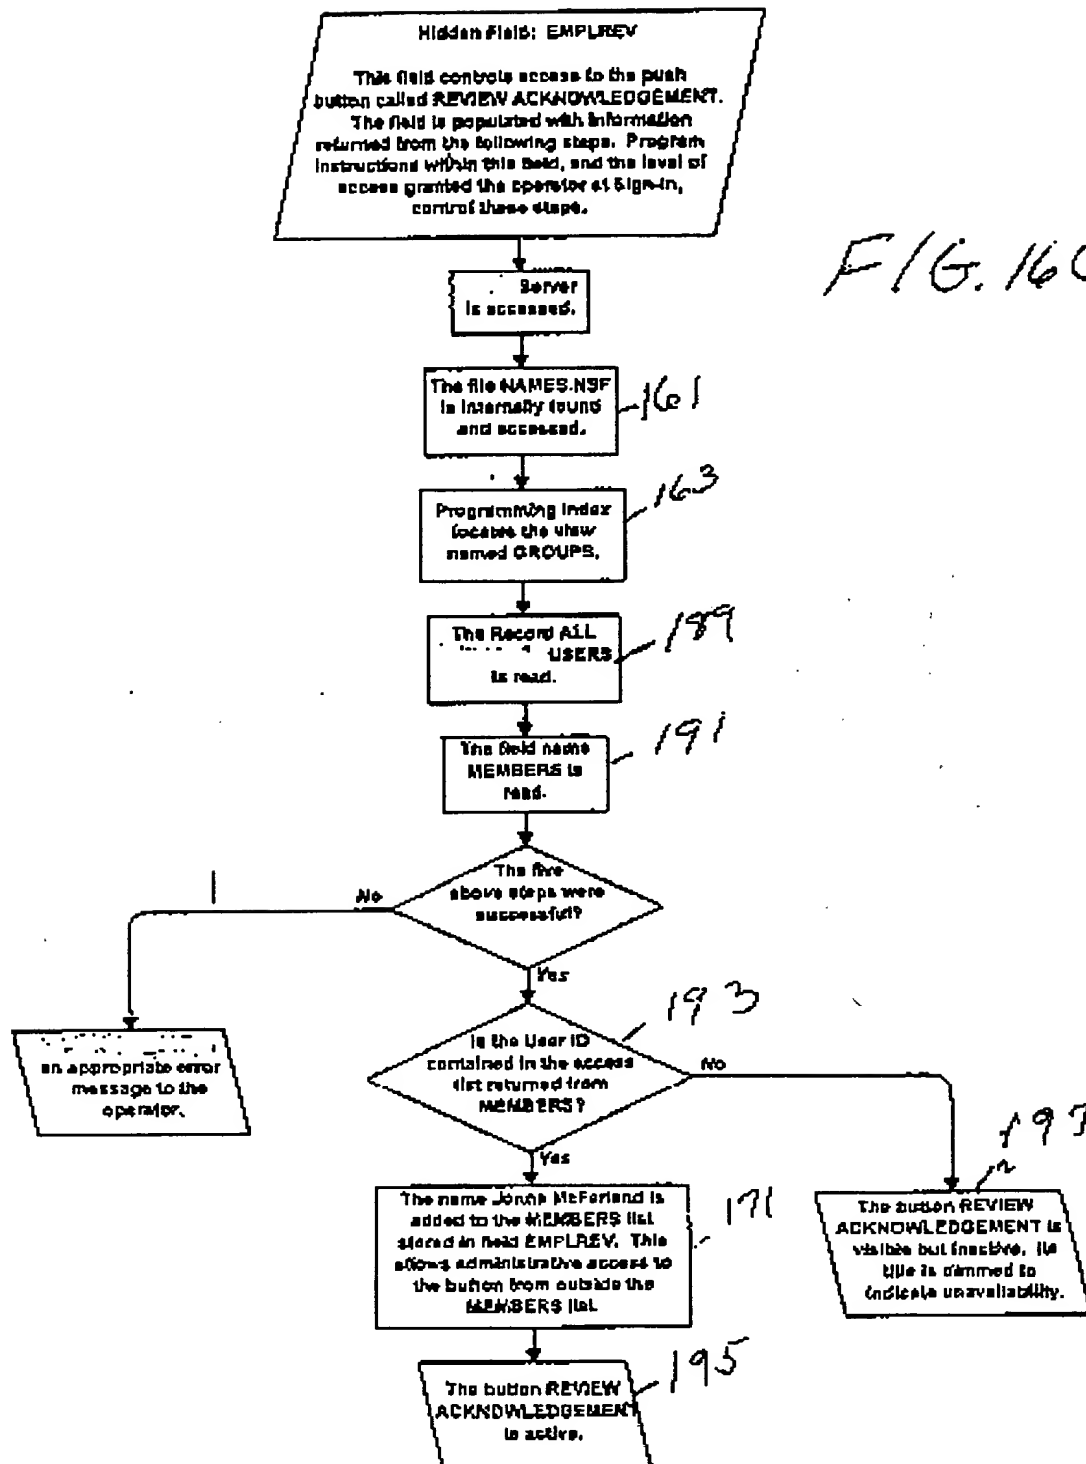 Hidden Field: EMPLREV
This field controls access to the push
button called REVIEW ACKNOWLEDGEMENT.
The field is populated with information
returned from the following steps. Program
instructions within this field, and the level of
access granted the operator at Sign-in,
control these steps.
FIG. 16
Server
is accessed.
The file NAMES.NSF
is internally found
and accessed.
161
Programming index
locates the view
named GROUPS.
163
The Record ALL
USERS
is read.
189
The field name
MEMBERS is
read.
191
The five
above steps were
successful?
No
Yes
an appropriate error
message to the
operator.
Is the User ID
contained in the access
list returned from
MEMBERS?
193
No
Yes
The name Jonna McFarland is
added to the MEMBERS list
stored in field EMPLREV. This
allows administrative access to
the button from outside the
MEMBERS list.
171
The button REVIEW
ACKNOWLEDGEMENT is
visible but inactive. Its
title is dimmed to
indicate unavailability.
197
The button REVIEW
ACKNOWLEDGEMENT
is active.
195